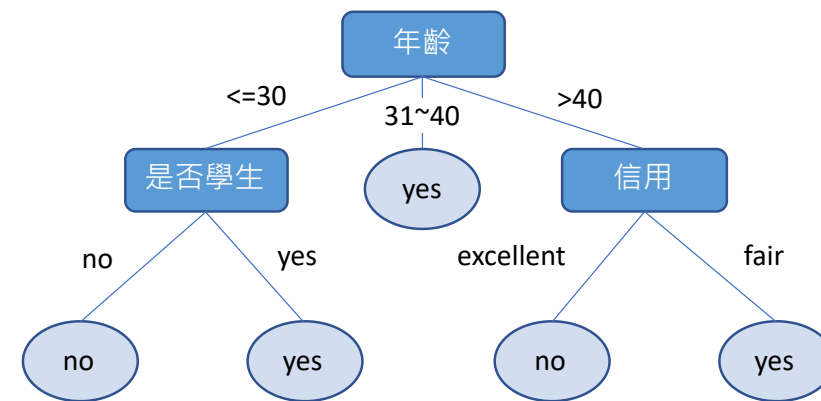 年齡
<=30
31~40
>40
是否學生
yes
信用
no
yes
excellent
fair
no
yes
no
yes